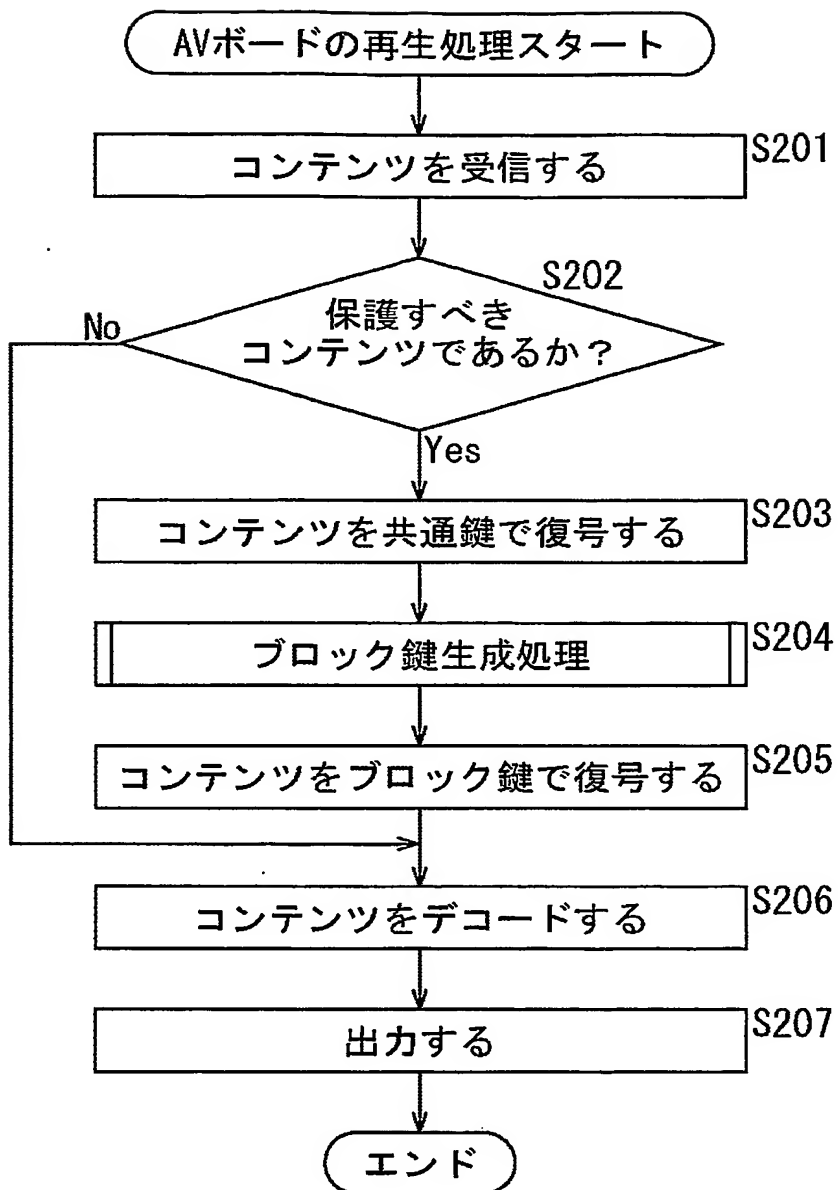 AVボードの再生処理スタート
コンテンツを受信する
S201
S202
保護すべき
コンテンツであるか?
No
Yes
コンテンツを共通鍵で復号する
S203
ブロック鍵生成処理
S204
コンテンツをブロック鍵で復号する
S205
コンテンツをデコードする
S206
出力する
S207
エンド